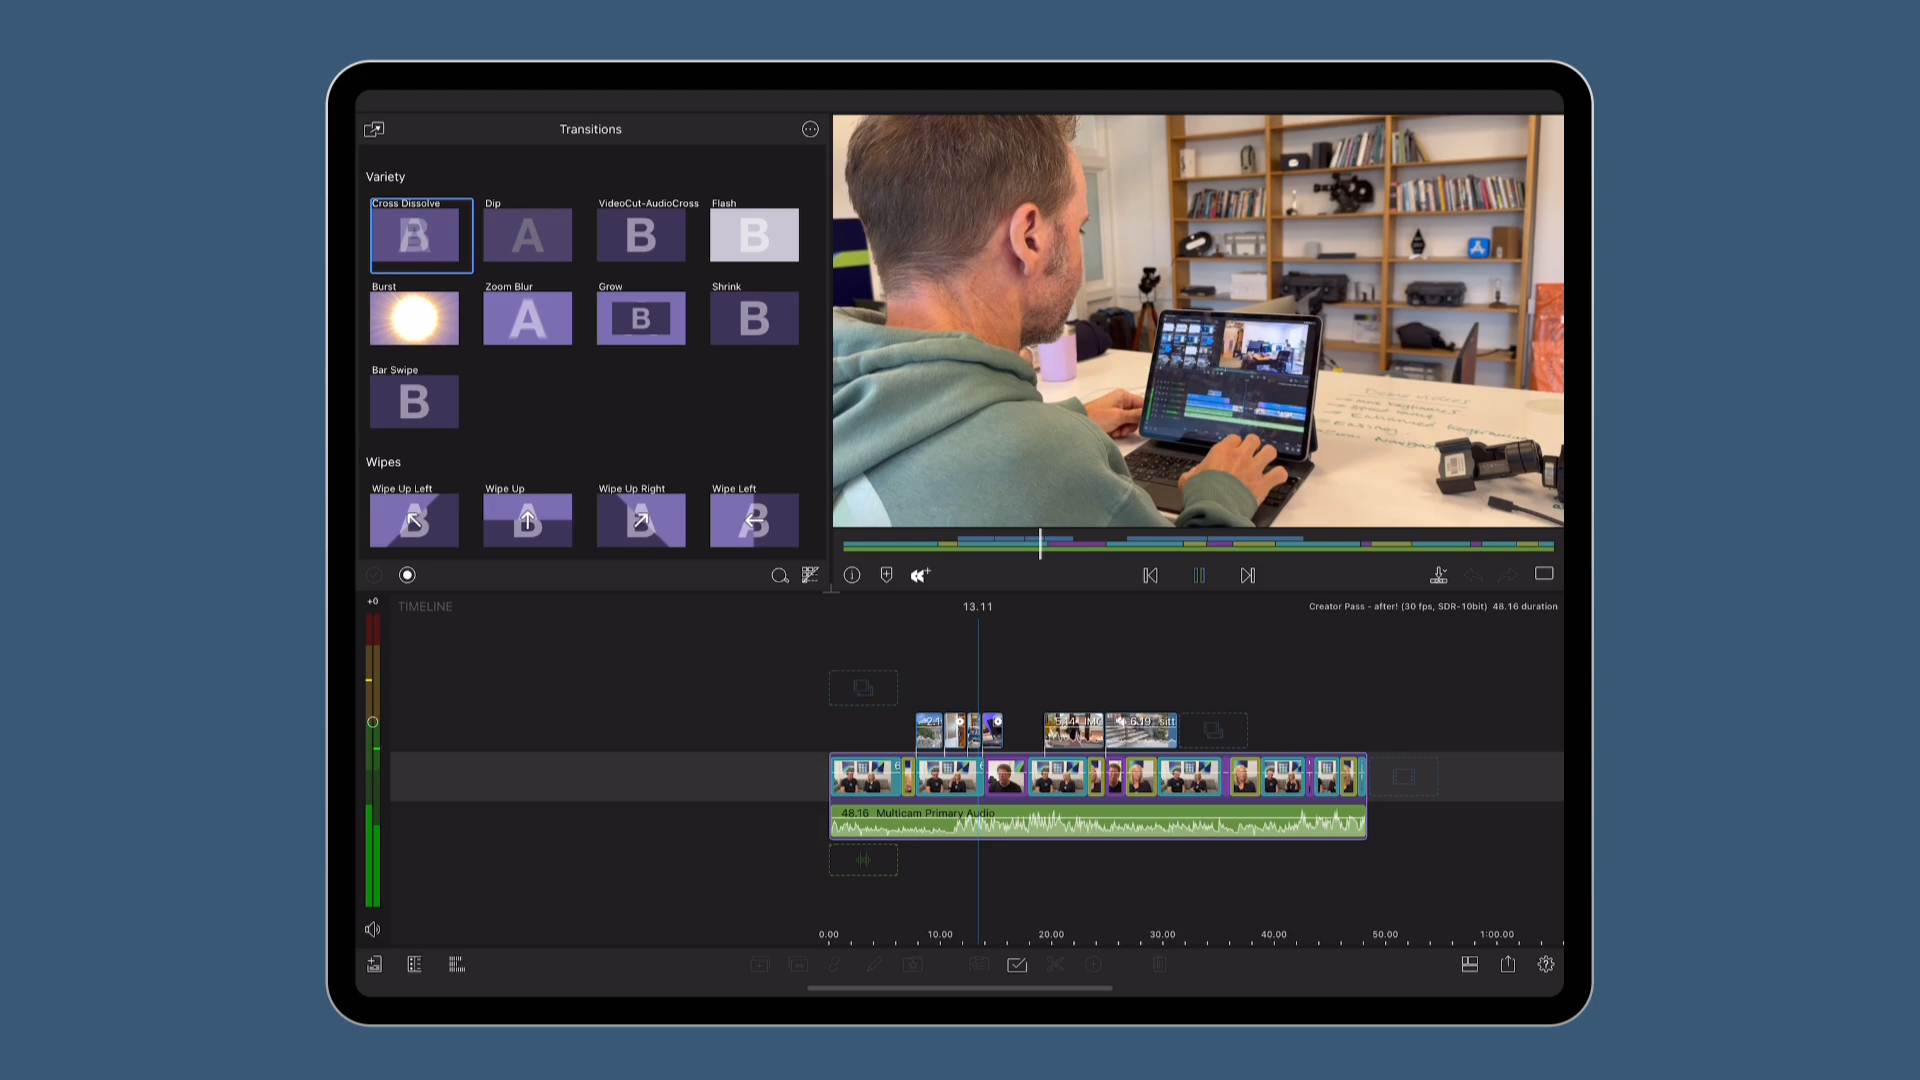 Transitions
Variety
Cross Dissolve
Dip
VideoCut-AudioCross
Flash
B
A
B
B
Burst
Zoom Blur
Grow
Shrink
A
B
B
Bar Swipe
B
Wipes
Wipe Up Left
Wipe Up
Wipe Up Right
Wipe Left
+0
TIMELINE
13.11
Creator Pass - after! (30 fps, SDR-10bit) 48.16 duration
6.19 sitt
48.16 Multicam Primary Audio
0.00
10.00
20.00
30.00
40.00
50.00
1:00.00